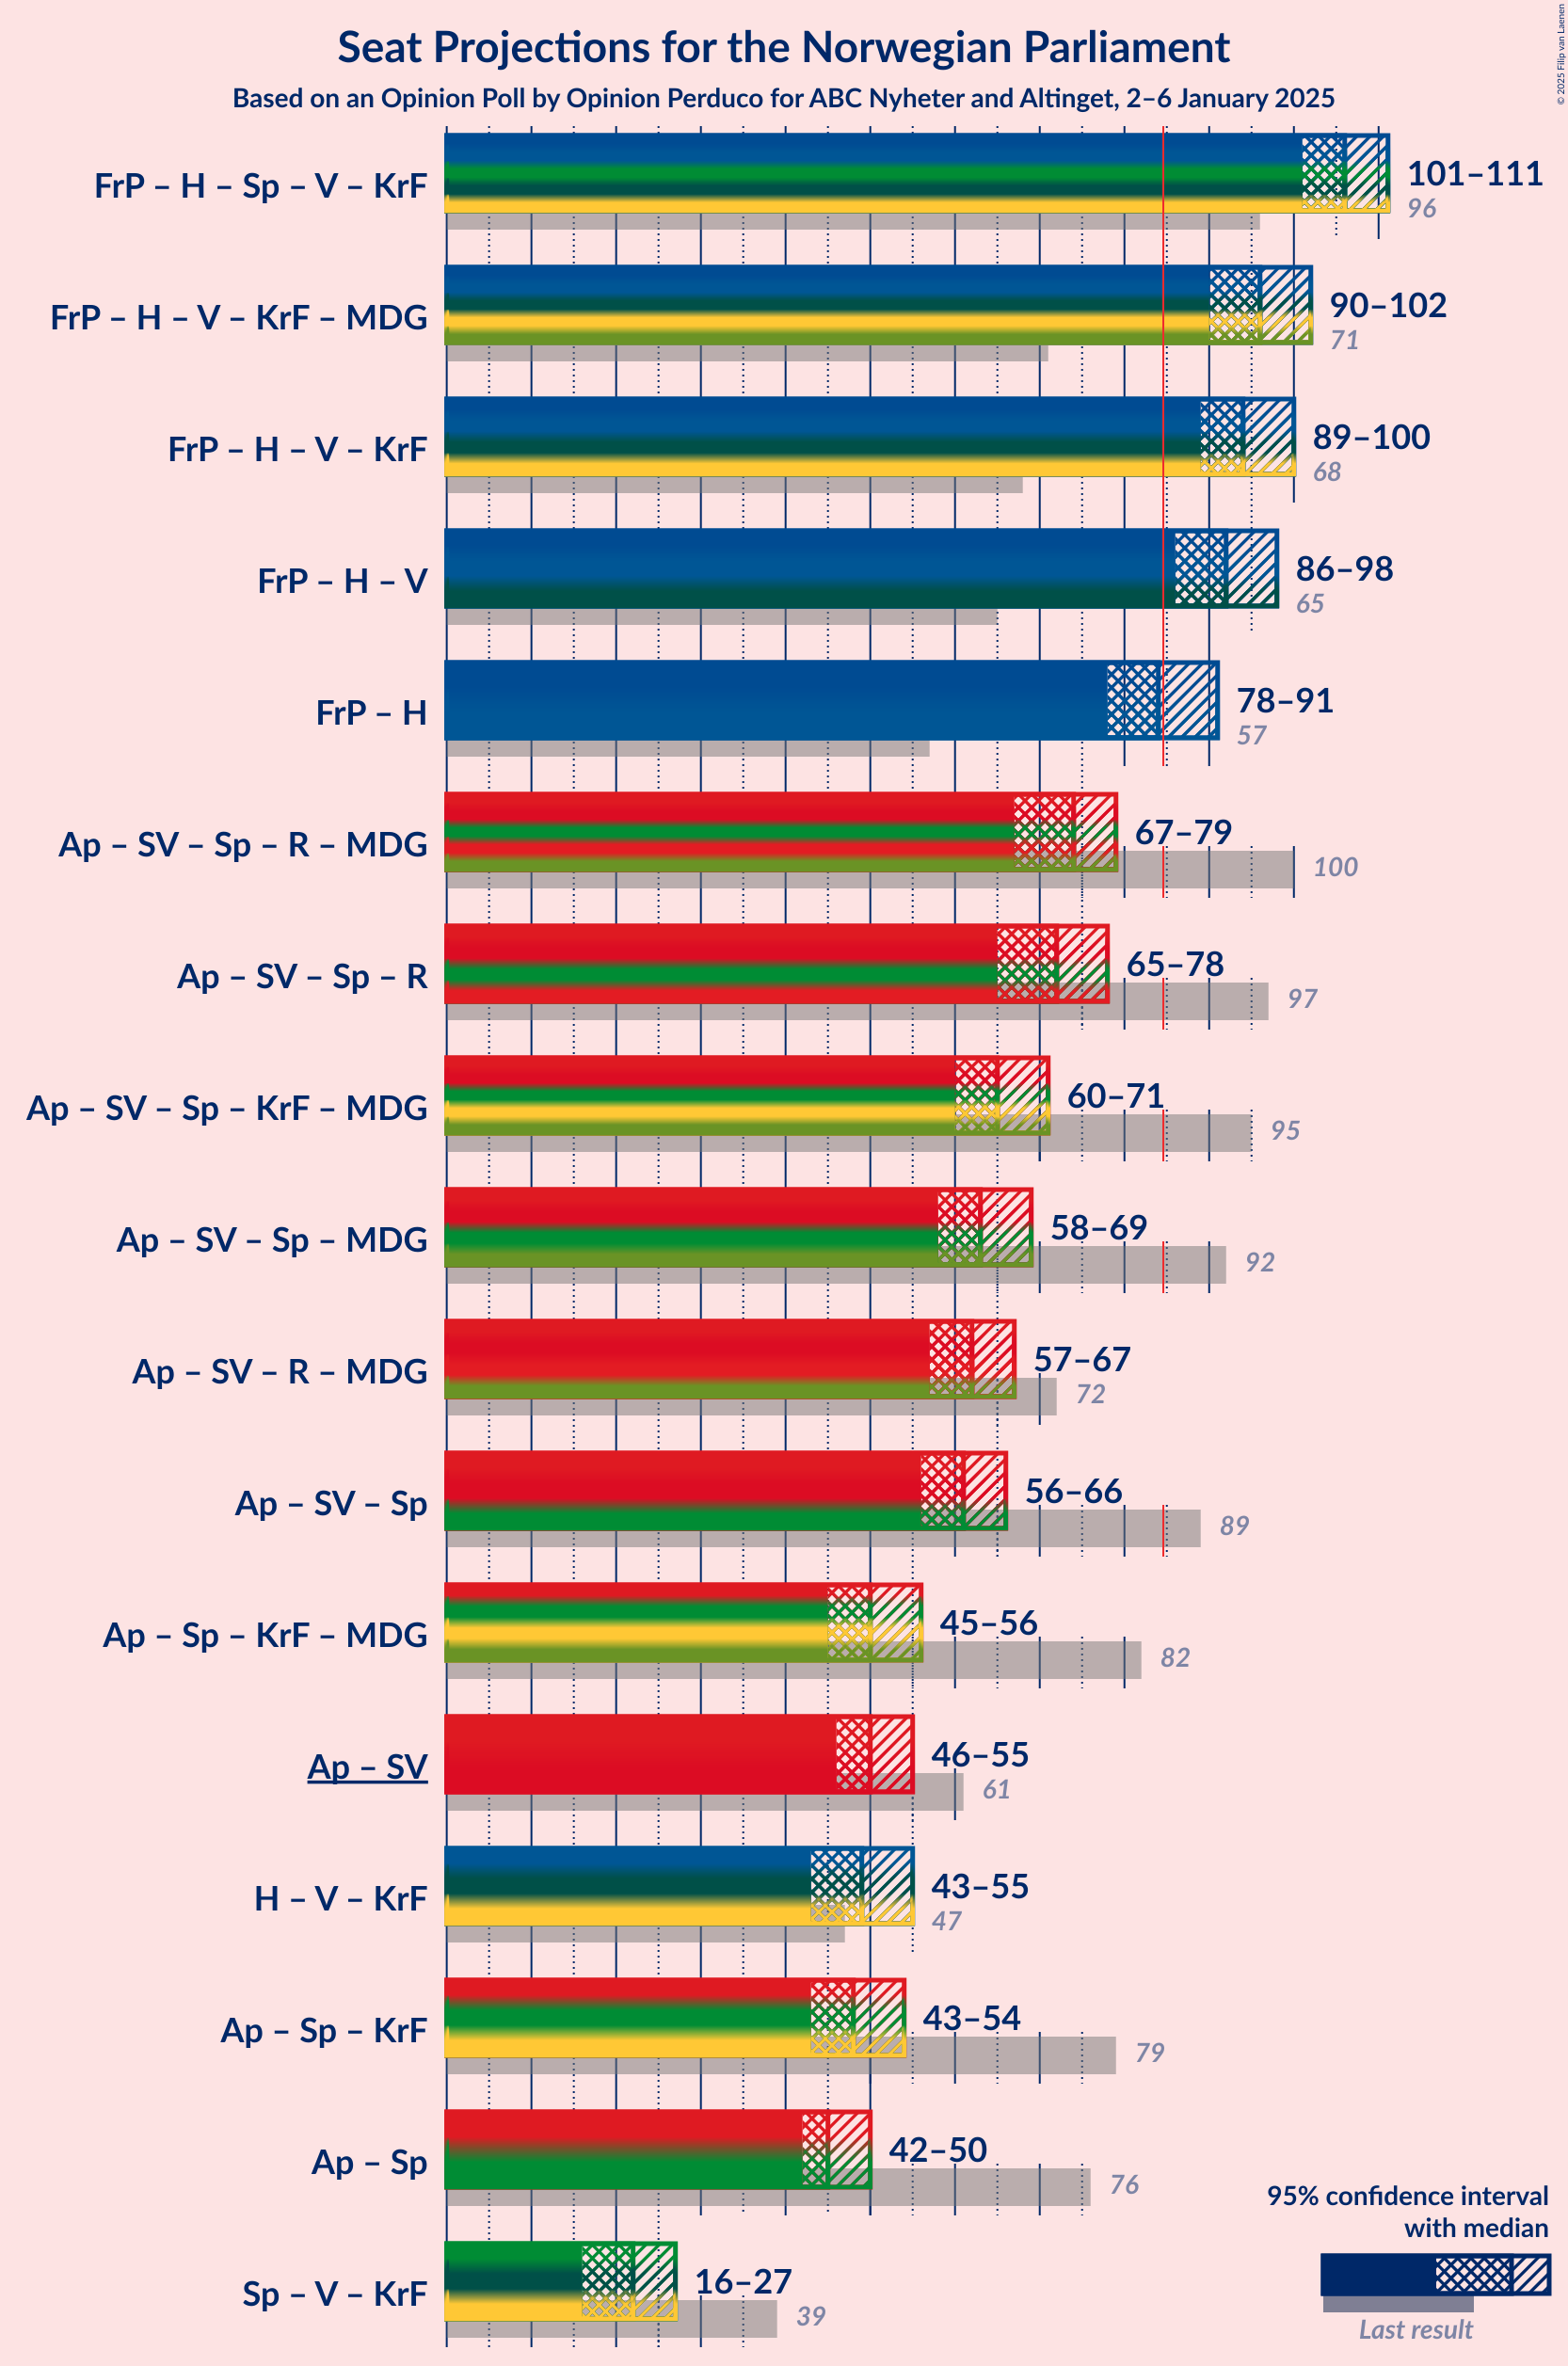 Seat Projections for the Norwegian Parliament
Based on an Opinion Poll by Opinion Perduco for ABC Nyheter and Altinget, 2–6 January 2025
© 2025 Filip van Laenen
FrP – H – Sp – V – KrF
101–111
96
FrP – H – V – KrF – MDG
90–102
71
FrP – H – V – KrF
89–100
68
FrP – H – V
86–98
65
FrP – H
78–91
57
Ap – SV – Sp – R – MDG
67–79
100
Ap – SV – Sp – R
65–78
97
Ap – SV – Sp – KrF – MDG
60–71
95
Ap – SV – Sp – MDG
58–69
92
Ap – SV – R – MDG
57–67
72
Ap – SV – Sp
56–66
89
Ap – Sp – KrF – MDG
45–56
82
Ap – SV
46–55
61
H – V – KrF
43–55
47
Ap – Sp – KrF
43–54
79
Ap – Sp
42–50
76
Sp – V – KrF
16–27
39
95% confidence interval
with median
Last result